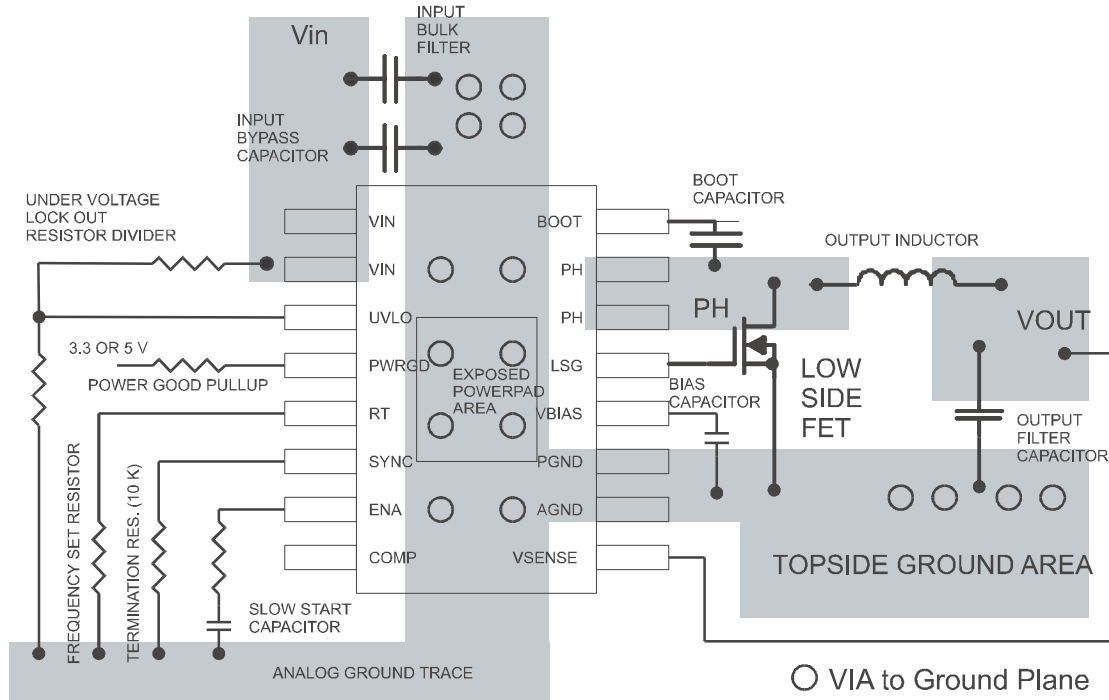 INPUT
BULK
FILTER
Vin
INPUT
BYPASS
CAPACITOR
UNDER VOLTAGE
LOCK OUT
RESISTOR DIVIDER
BOOT
CAPACITOR
OUTPUT INDUCTOR
VIN
BOOT
VIN
PH
UVLO
PH
PH
VOUT
3.3 OR 5 V
POWER GOOD PULLUP
PWRGD
LSG
EXPOSED
POWERPAD
AREA
BIAS
CAPACITOR
LOW
SIDE
FET
RT
VBIAS
OUTPUT
FILTER
CAPACITOR
SYNC
PGND
ENA
AGND
COMP
VSENSE
FREQUENCY SET RESISTOR
TERMINATION RES. (10 K)
SLOW START
CAPACITOR
TOPSIDE GROUND AREA
ANALOG GROUND TRACE
VIA to Ground Plane